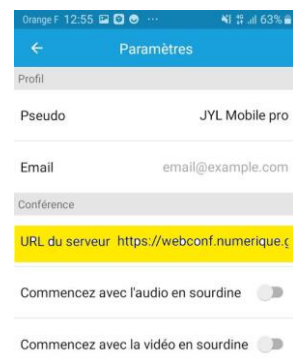 Orange F 12:55 ... 63%
Paramètres
Profil
Pseudo JYL Mobile pro
Email email@example.com
Conférence
URL du serveur https://webconf.numerique.g
Commencez avec l'audio en sourdine
Commencez avec la vidéo en sourdine